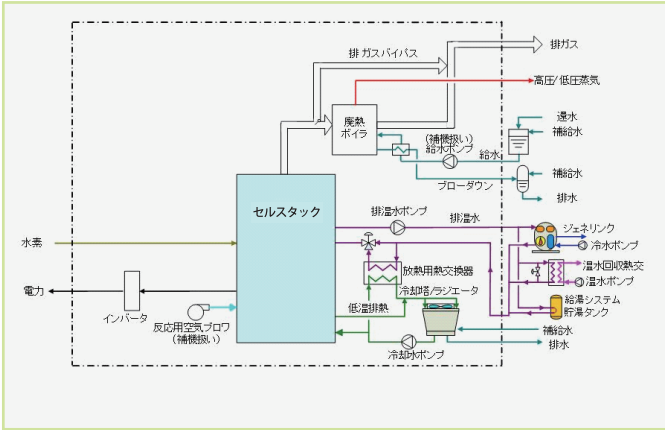 排ガスバイパス
排ガス
高圧/低圧蒸気
廃熱
ボイラ
(補機扱い)
給水ポンプ
給水
還水
補給水
ブローダウン
補給水
排水
セルスタック
排温水ポンプ
排温水
ジェネリンク
冷水ポンプ
水素
放熱用熱交換器
温水回収熱交
温水ポンプ
電力
インバータ
冷却塔/ラジエータ
低温排熱
給湯システム
貯湯タンク
反応用空気ブロワ
(補機扱い)
補給水
排水
冷却水ポンプ